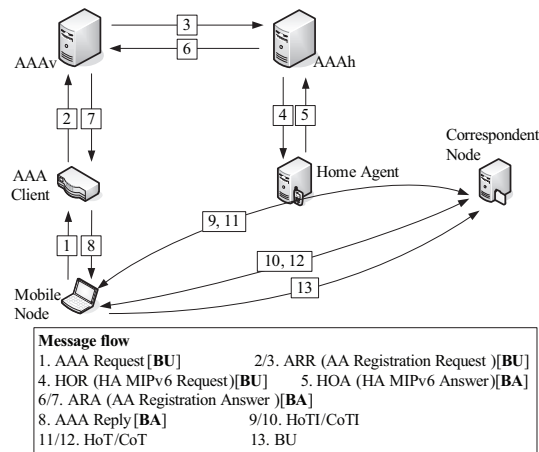 3
6
AAAv
AAAh
2
7
4
5
Correspondent
Node
AAA
Client
Home Agent
9, 11
1
8
10, 12
13
Mobile
Node
Message flow
1. AAA Request [BU] 2/3. ARR (AA Registration Request )[BU]
4. HOR (HA MIPv6 Request)[BU] 5. HOA (HA MIPv6 Answer)[BA]
6/7. ARA (AA Registration Answer )[BA]
8. AAA Reply [BA] 9/10. HoTI/CoTI
11/12. HoT/CoT 13. BU